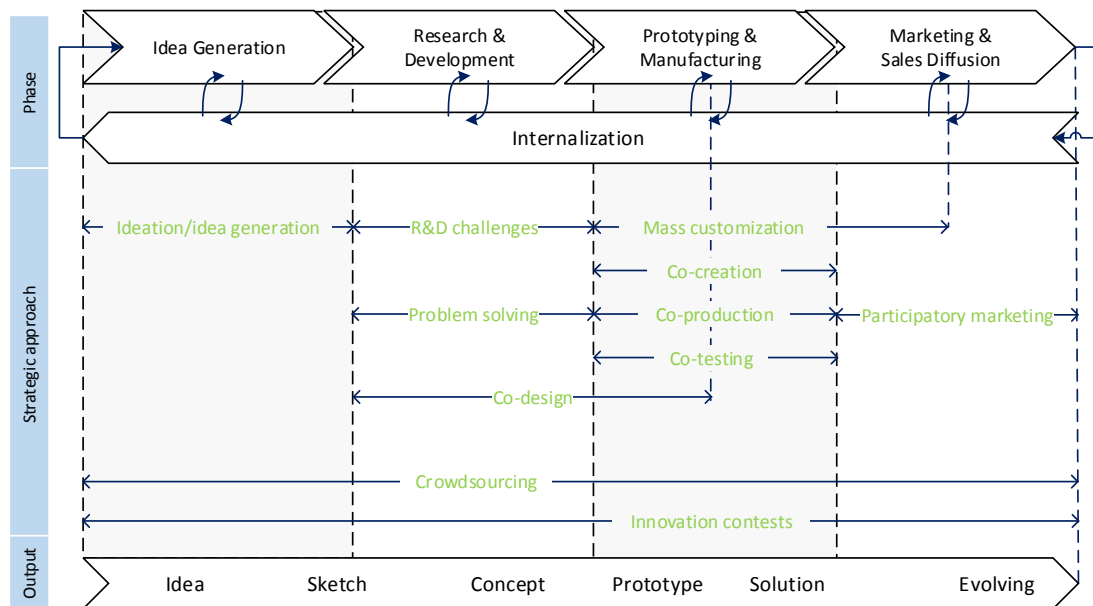 Phase
Idea Generation
Research &
Development
Prototyping &
Manufacturing
Marketing &
Sales Diffusion
Internalization
Strategic approach
Ideation/idea generation
R&D challenges
Mass customization
Co-creation
Problem solving
Co-production
Participatory marketing
Co-testing
Co-design
Crowdsourcing
Innovation contests
Output
Idea
Sketch
Concept
Prototype
Solution
Evolving